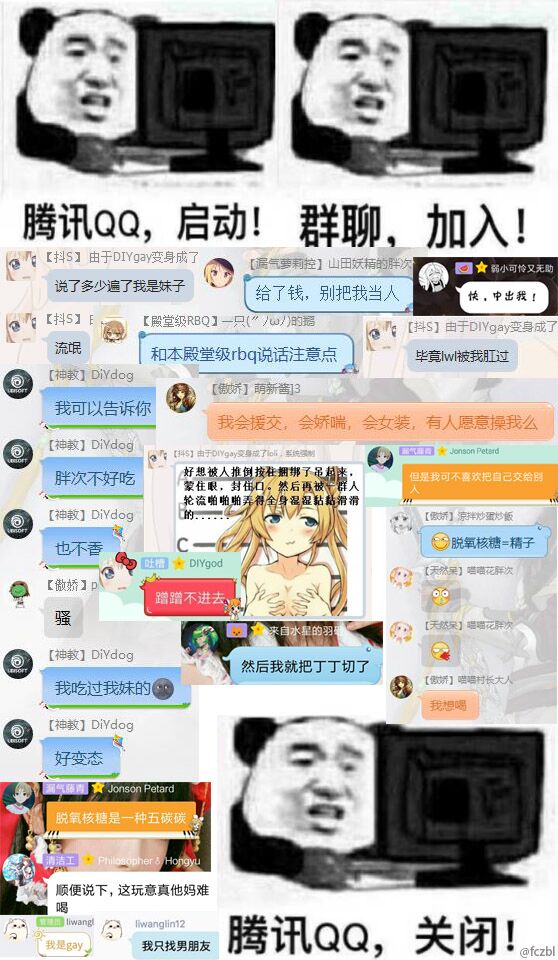 腾讯QQ，启动！
群聊，加入！
【抖S】 由于DIYgay变身成了
说了多少遍了我是妹子
【漏气萝莉控】山田妖精的胖次
给了钱，别把我当人
弱小可怜又无助
快，中出我！
【抖S】
流氓
【殿堂级RBQ】
和本殿堂级rbq说话注意点
【抖S】由于DIYgay变身成了
毕竟lwl被我肛过
【神教】DiYdog
我可以告诉你
【傲娇】萌新酱]3
我会援交，会娇喘，会女装，有人愿意操我么
【神教】DiYdog
胖次不好吃
【抖S】由于DIYgay变身成了loli，系统强制
好想被人推倒按住捆绑了吊起来，
蒙住眼，封住口。然后再被一群人
轮流啪啪啪弄得全身湿湿黏黏滑滑
的......
漏气藤青 Jonson Petard
但是我可不喜欢把自己交给别
人
【神教】DiYdog
也不香
【傲娇】凉拌炒蛋炒飯
脱氧核糖=精子
吐槽 DIYgod
蹭蹭不进去
【天然呆】喵喵花胖次
【傲娇】p
骚
【天然呆】喵喵花胖次
来自水星的羽
然后我就把丁丁切了
【神教】DiYdog
我吃过我妹的
【傲娇】喵喵村长大人
我想喝
【神教】DiYdog
好变态
漏气藤青 Jonson Petard
脱氧核糖是一种五碳碳
清洁工 Philosopher♂Hongyu
顺便说下，这玩意真他妈难
喝
管理员 liwangl
我是gay
liwanglin12
我只找男朋友
腾讯QQ，关闭！
@fczbl